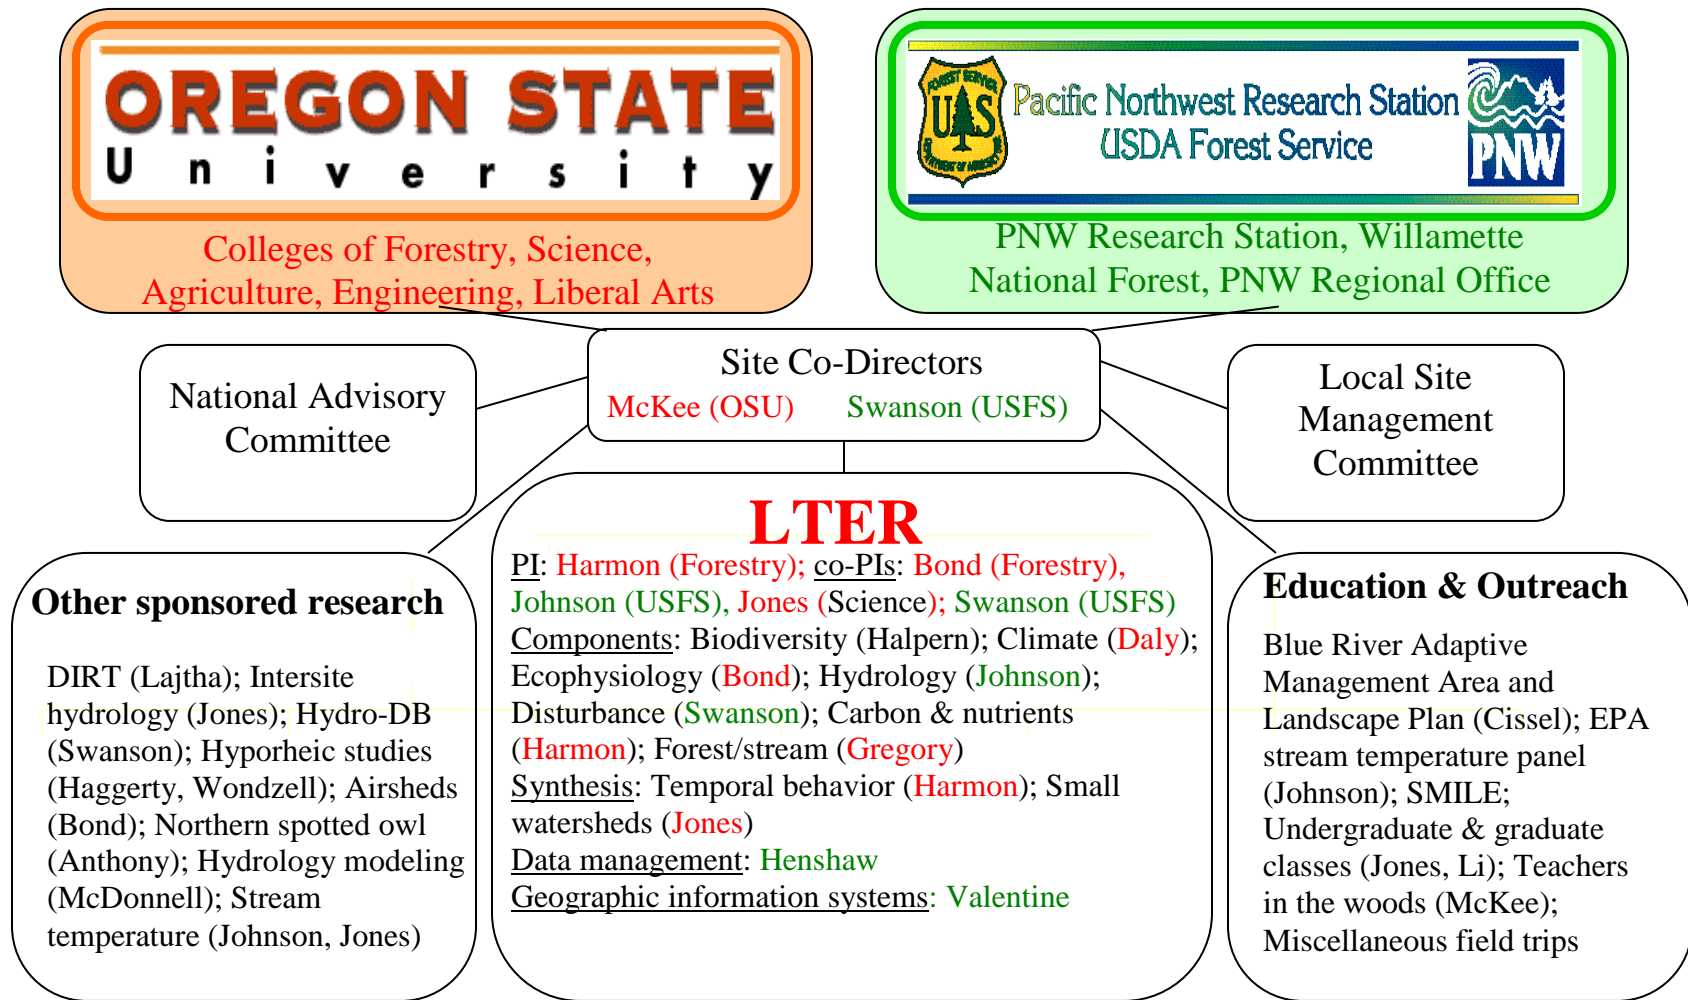 OREGON STATE
University
Colleges of Forestry, Science,
Agriculture, Engineering, Liberal Arts
FOREST SERVICE
U S
DEPARTMENT OF AGRICULTURE
Pacific Northwest Research Station
USDA Forest Service
PNW
PNW Research Station, Willamette
National Forest, PNW Regional Office
National Advisory
Committee
Site Co-Directors
McKee (OSU) Swanson (USFS)
Local Site
Management
Committee
Other sponsored research
DIRT (Lajtha); Intersite
hydrology (Jones); Hydro-DB
(Swanson); Hyporheic studies
(Haggerty, Wondzell); Airsheds
(Bond); Northern spotted owl
(Anthony); Hydrology modeling
(McDonnell); Stream
temperature (Johnson, Jones)
LTER
PI: Harmon (Forestry); co-PIs: Bond (Forestry),
Johnson (USFS), Jones (Science); Swanson (USFS)
Components: Biodiversity (Halpern); Climate (Daly);
Ecophysiology (Bond); Hydrology (Johnson);
Disturbance (Swanson); Carbon & nutrients
(Harmon); Forest/stream (Gregory)
Synthesis: Temporal behavior (Harmon); Small
watersheds (Jones)
Data management: Henshaw
Geographic information systems: Valentine
Education & Outreach
Blue River Adaptive
Management Area and
Landscape Plan (Cissel); EPA
stream temperature panel
(Johnson); SMILE;
Undergraduate & graduate
classes (Jones, Li); Teachers
in the woods (McKee);
Miscellaneous field trips